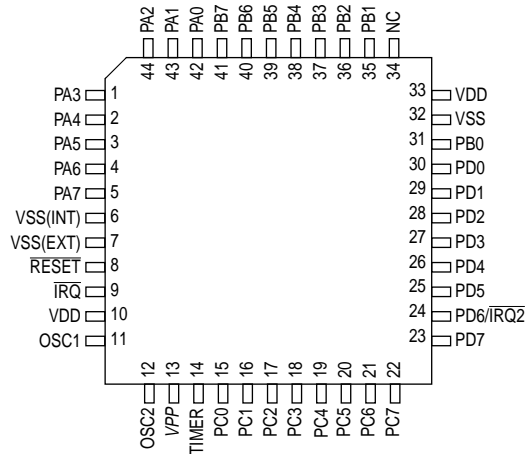 PA2 PA1 PA0 PB7 PB6 PB5 PB4 PB3 PB2 PB1 NC
44 43 42 41 40 39 38 37 36 35 34
PA3 1 33 VDD
PA4 2 32 VSS
PA5 3 31 PB0
PA6 4 30 PD0
PA7 5 29 PD1
VSS(INT) 6 28 PD2
VSS(EXT) 7 27 PD3
RESET 8 26 PD4
IRQ 9 25 PD5
VDD 10 24 PD6/IRQ2
OSC1 11 23 PD7
12 13 14 15 16 17 18 19 20 21 22
OSC2 VPP TIMER PC0 PC1 PC2 PC3 PC4 PC5 PC6 PC7